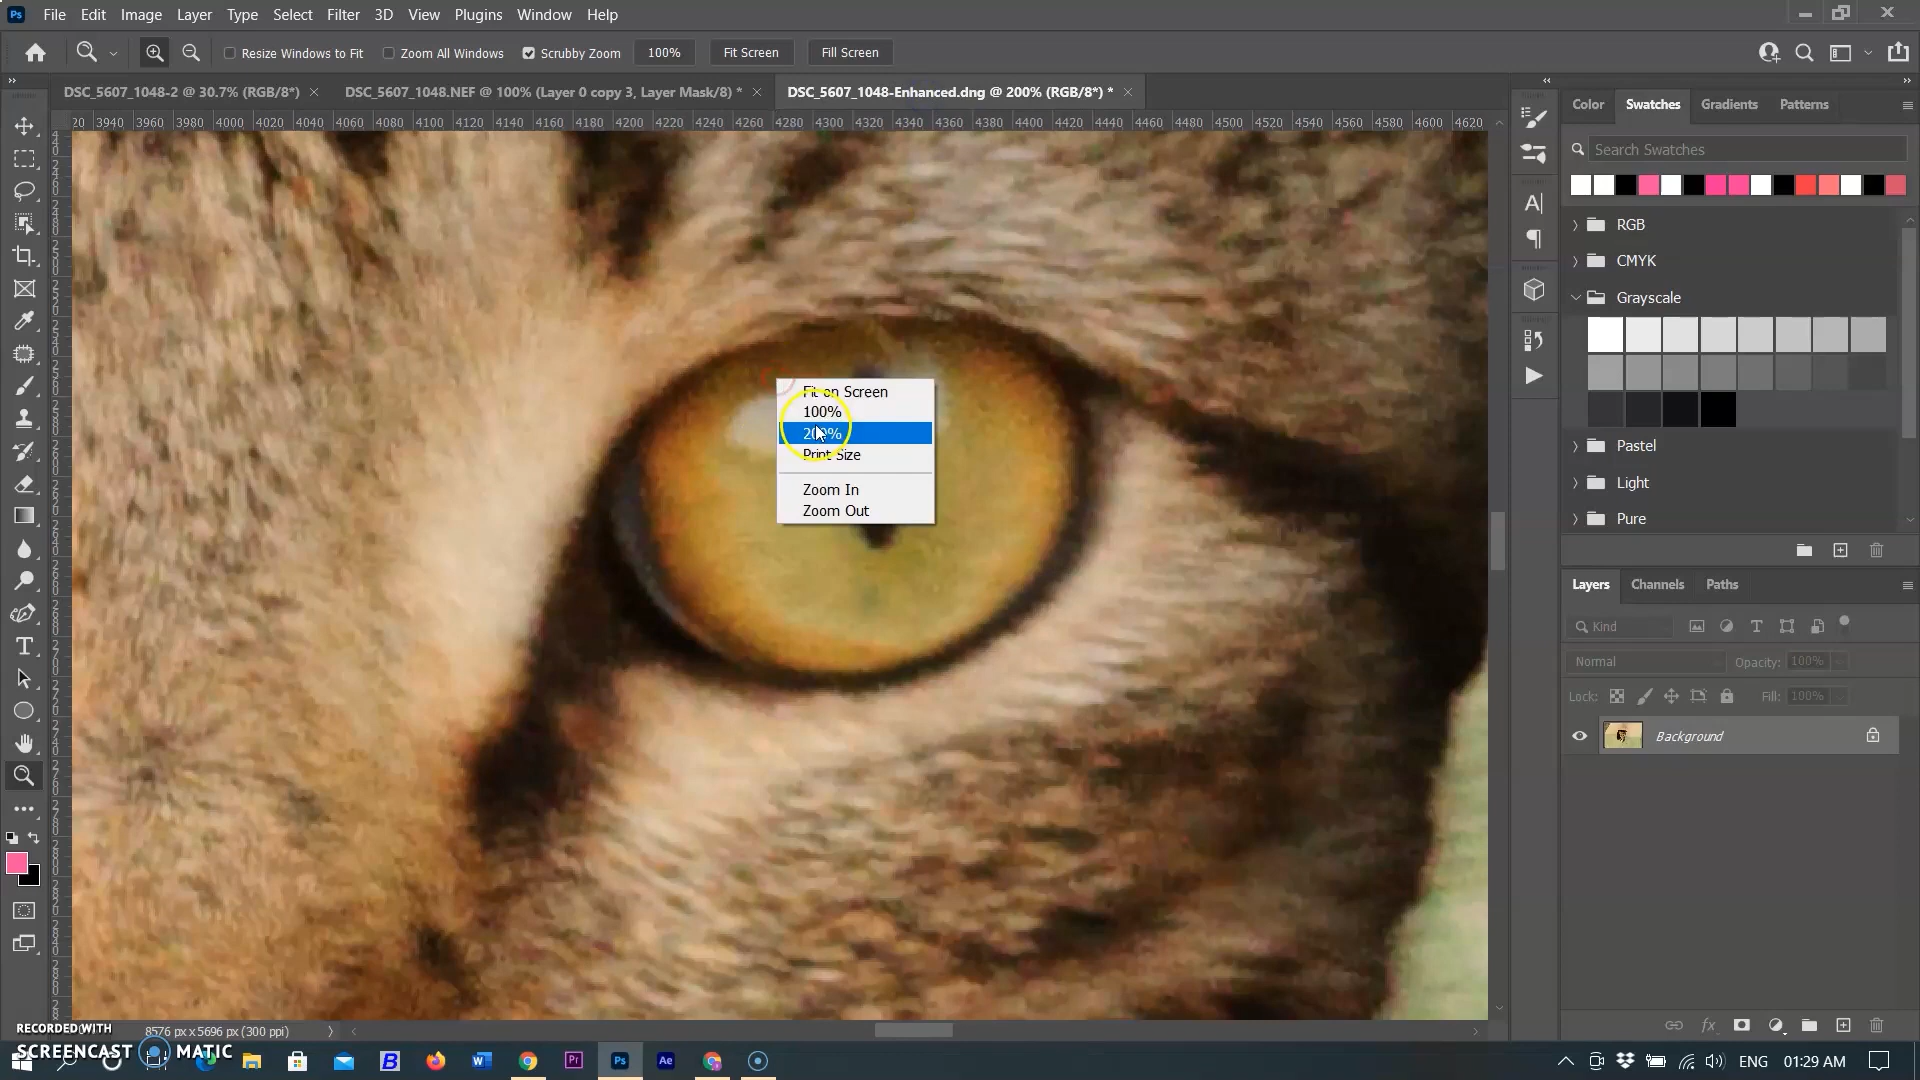 Ps File Edit Image Layer Type Select Filter 3D View Plugins Window Help
Resize Windows to Fit Zoom All Windows Scrubby Zoom 100% Fit Screen Fill Screen
DSC_5607_1048-2 @ 30.7% (RGB/8*) DSC_5607_1048.NEF @ 100% (Layer 0 copy 3, Layer Mask/8) * DSC_5607_1048-Enhanced.dng @ 200% (RGB/8*) *
20 3940 3960 3980 4000 4020 4040 4060 4080 4100 4120 4140 4160 4180 4200 4220 4240 4260 4280 4300 4320 4340 4360 4380 4400 4420 4440 4460 4480 4500 4520 4540 4560 4580 4600 4620
Color Swatches Gradients Patterns
Search Swatches
RGB
CMYK
Grayscale
Pastel
Light
Pure
Fit on Screen
100%
200%
Print Size
Zoom In
Zoom Out
Layers Channels Paths
Kind
Normal Opacity: 100%
Lock: Fill: 100%
Background
8576 px x 5696 px (300 ppi)
RECORDED WITH
SCREENCAST MATIC
B Pr Ps Ae
ENG 01:29 AM